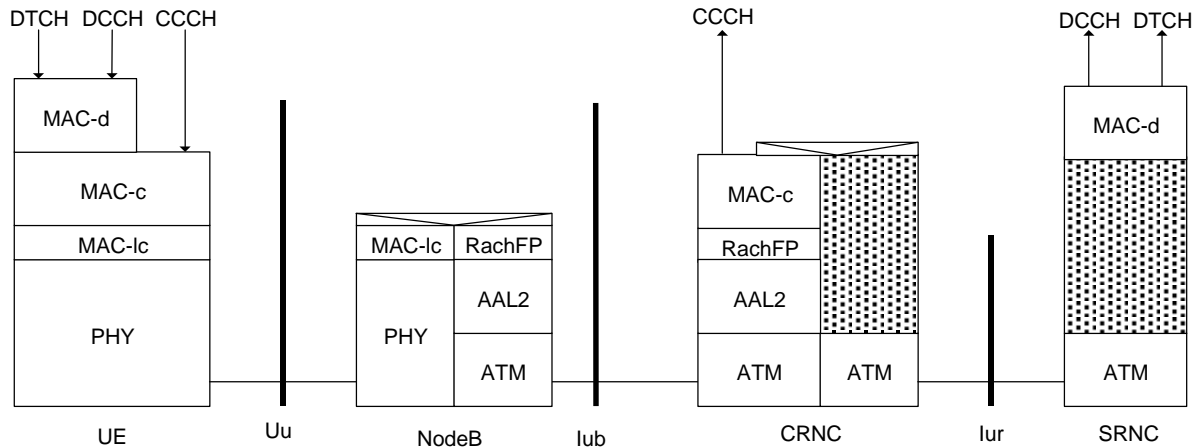 DTCH DCCH CCCH
CCCH
DCCH DTCH
MAC-d
MAC-d
MAC-c
MAC-c
MAC-lc
MAC-lc RachFP
RachFP
PHY
PHY
AAL2
AAL2
ATM
ATM
ATM
ATM
UE
Uu
NodeB
Iub
CRNC
Iur
SRNC